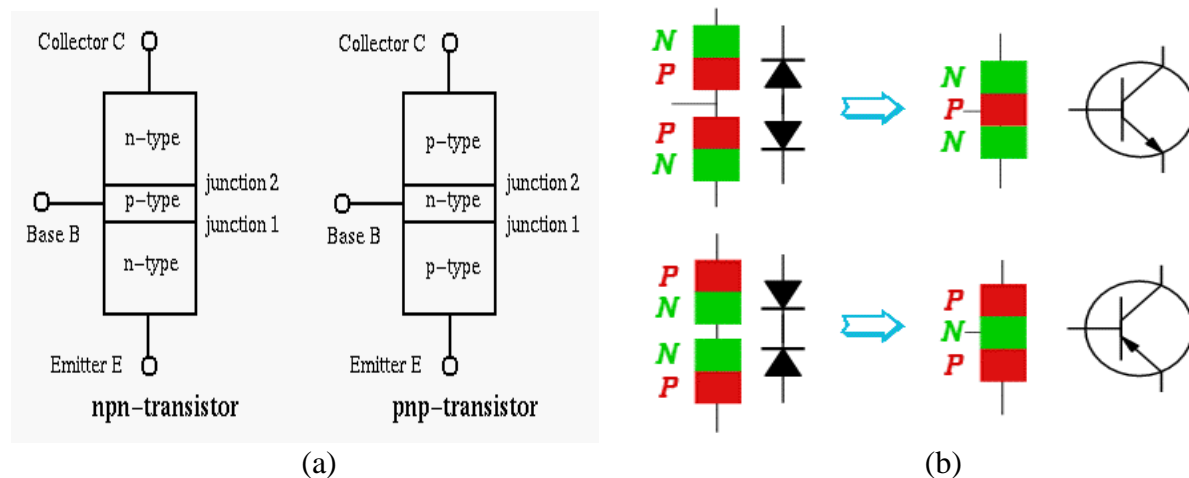 Collector C
Collector C
n-type
p-type
junction 2
junction 2
p-type
n-type
Base B
junction 1
Base B
junction 1
n-type
p-type
Emitter E
Emitter E
npn-transistor
pnp-transistor
(a)
N
P
P
N
N
P
N
P
N
N
P
P
N
P
(b)